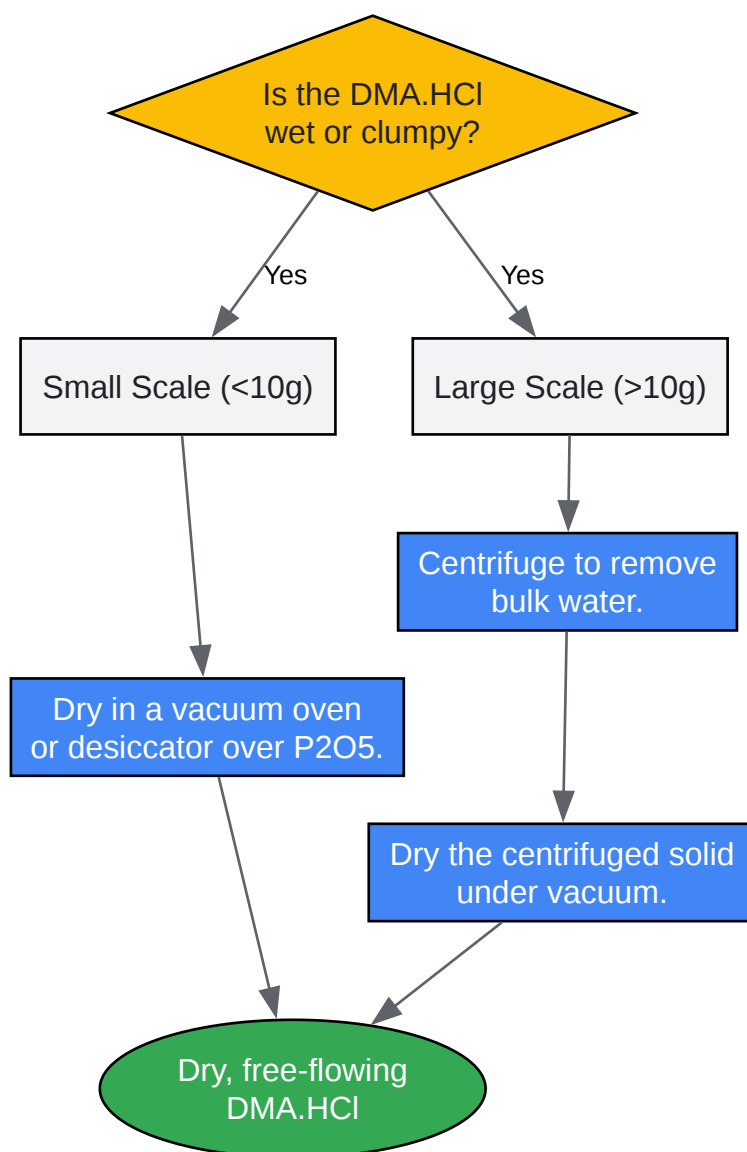 Is the DMA.HCl
wet or clumpy?
Yes
Yes
Small Scale (<10g)
Large Scale (>10g)
Centrifuge to remove
bulk water.
Dry in a vacuum oven
or desiccator over P2O5.
Dry the centrifuged solid
under vacuum.
Dry, free-flowing
DMA.HCl